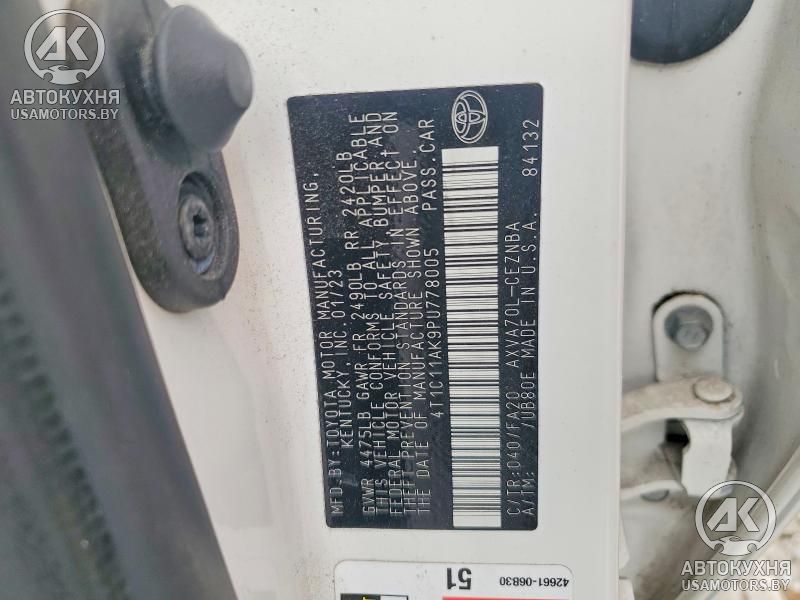 АВТОКУХНЯ
USAMOTORS.BY
MFD.BY:TOYOTA MOTOR MANUFACTURING,
KENTUCKY, INC. 01/23
GVWR 4475LB GAWR FR 2490LB RR 2420LB
THIS VEHICLE CONFORMS TO ALL APPLICABLE
FEDERAL MOTOR VEHICLE SAFETY, BUMPER AND
THEFT PREVENTION STANDARDS IN EFFECT ON
THE DATE OF MANUFACTURE SHOWN ABOVE.
4T1C11AK9PU778005 PASS.CAR
C/TR:040/FA20 AXVA70L-CEZNBA
A/TM: /UB80E MADE IN U.S.A. 84132
51
42661-06B30
АВТОКУХНЯ
USAMOTORS.BY